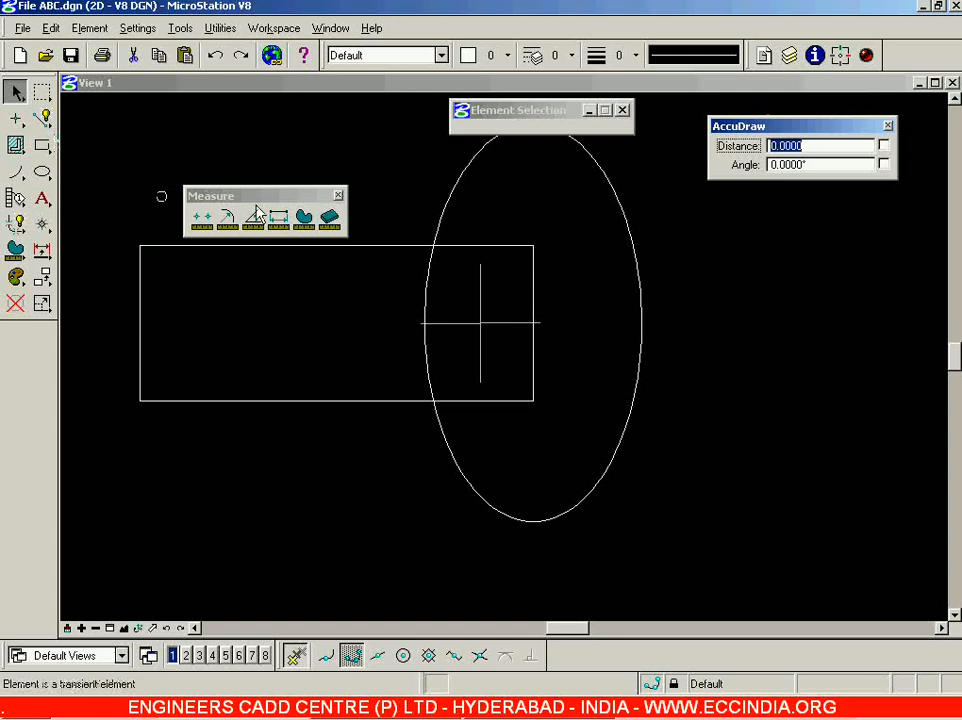 File ABC.dgn (2D - V8 DGN) - MicroStation V8
File Edit Element Settings Tools Utilities Workspace Window Help
Default 0 0 0
View 1
Element Selection
AccuDraw
Distance: 0.0000
Angle: 0.0000°
Measure
Default Views 1 2 3 4 5 6 7 8
Element is a transient element
Default
ENGINEERS CADD CENTRE (P) LTD - HYDERABAD - INDIA - WWW.ECCINDIA.ORG